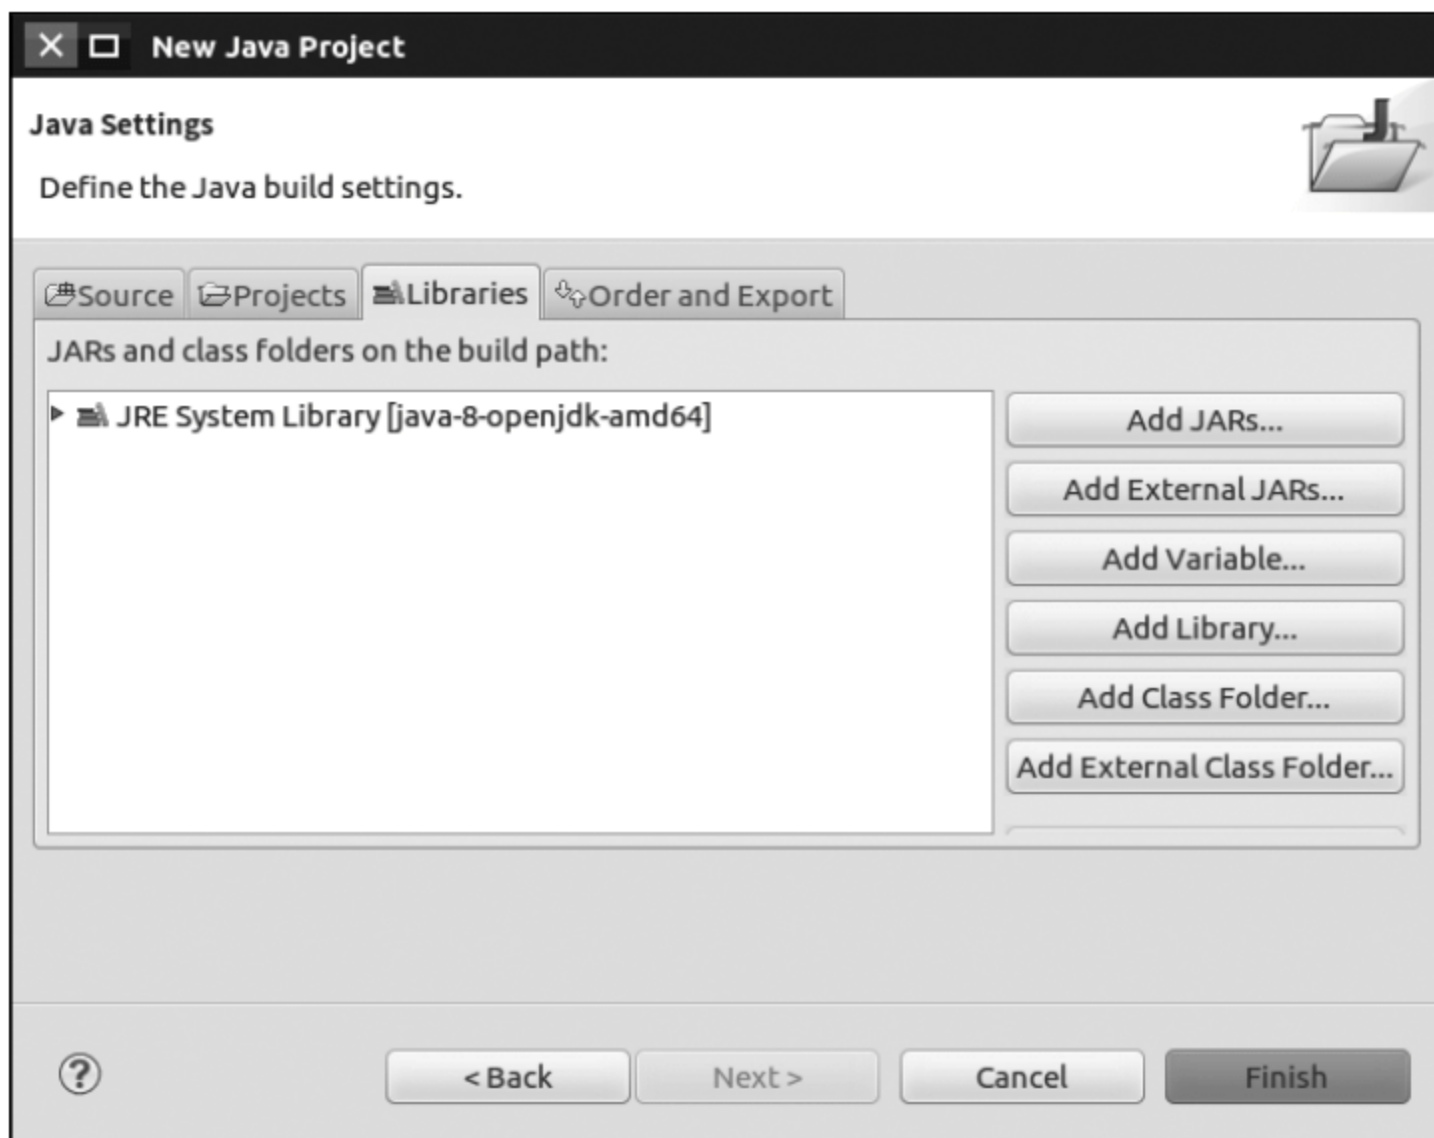 New Java Project
Java Settings
Define the Java build settings.
Source Projects Libraries Order and Export
JARs and class folders on the build path:
JRE System Library [java-8-openjdk-amd64]
Add JARs...
Add External JARs...
Add Variable...
Add Library...
Add Class Folder...
Add External Class Folder...
? < Back Next > Cancel Finish